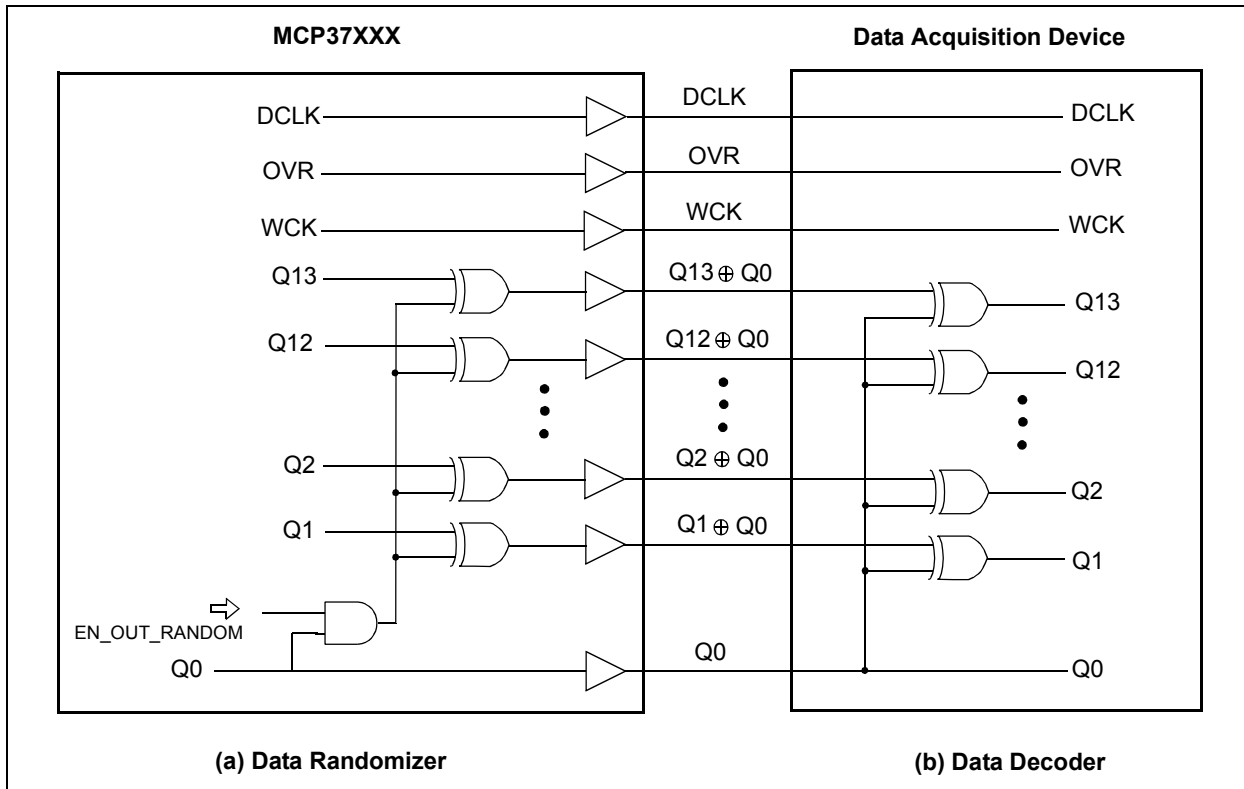 MCP37XXX
Data Acquisition Device
DCLK
DCLK
DCLK
OVR
OVR
OVR
WCK
WCK
WCK
Q13
Q13 ⊕ Q0
Q13
Q12
Q12 ⊕ Q0
Q12
Q2
Q2 ⊕ Q0
Q2
Q1
Q1 ⊕ Q0
Q1
EN_OUT_RANDOM
Q0
Q0
Q0
(a) Data Randomizer
(b) Data Decoder